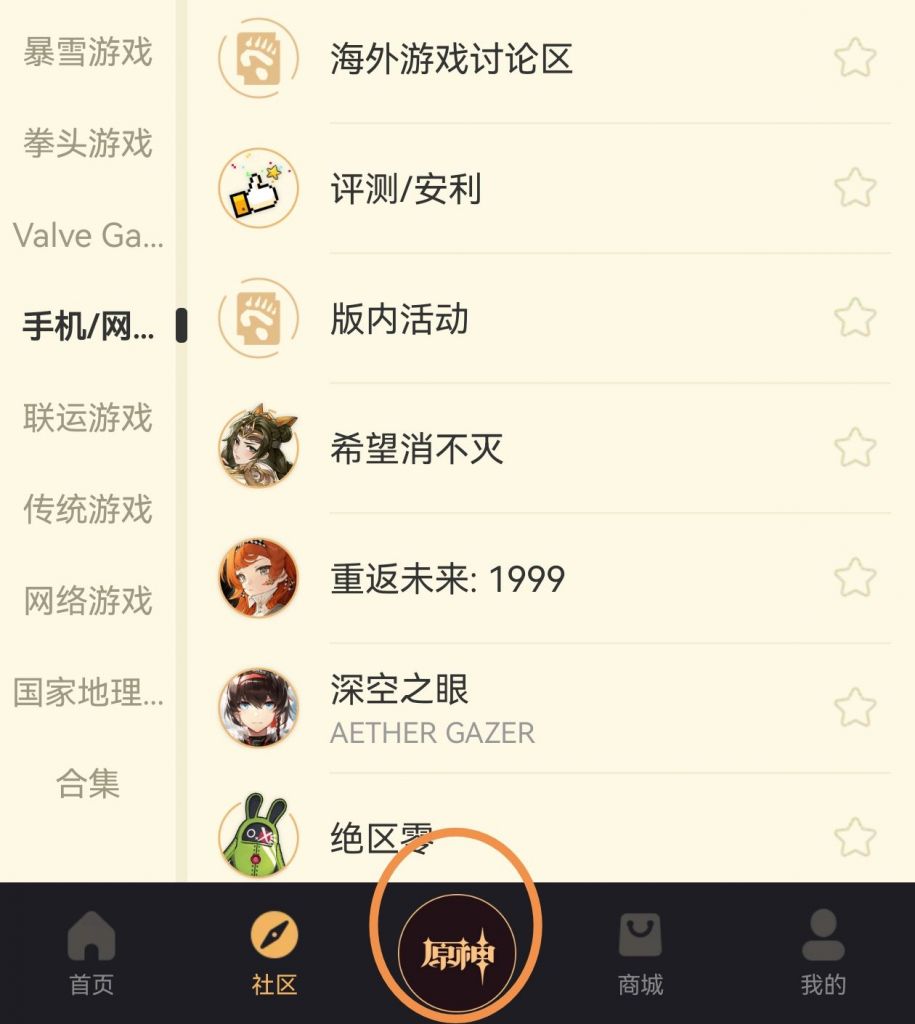 暴雪游戏
拳头游戏
Valve Ga...
手机/网...
联运游戏
传统游戏
网络游戏
国家地理...
合集
海外游戏讨论区
评测/安利
版内活动
希望消不灭
重返未来: 1999
深空之眼
AETHER GAZER
绝区零
首页
社区
原神
商城
我的